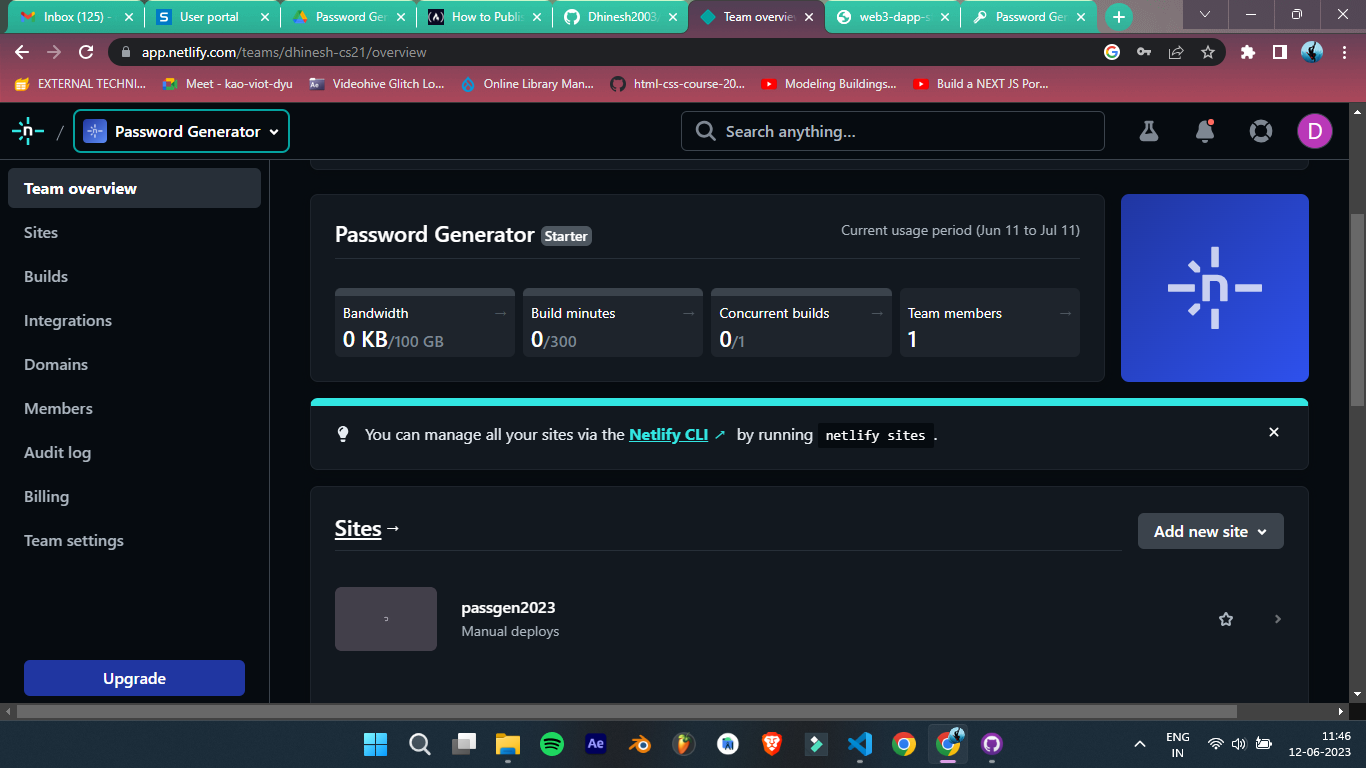 Inbox (125) -
User portal
Password Ger
How to Publis
Dhinesh2003/
Team overvie
web3-dapp-s
Password Ger
app.netlify.com/teams/dhinesh-cs21/overview
EXTERNAL TECHNI...
Meet - kao-viot-dyu
Videohive Glitch Lo...
Online Library Man...
html-css-course-20...
Modeling Buildings...
Build a NEXT JS Por...
n / Password Generator
Search anything...
D
Team overview
Sites
Builds
Integrations
Domains
Members
Audit log
Billing
Team settings
Upgrade
Password Generator Starter
Current usage period (Jun 11 to Jul 11)
Bandwidth →
0 KB/100 GB
Build minutes →
0/300
Concurrent builds →
0/1
Team members →
1
n
You can manage all your sites via the Netlify CLI ↗ by running netlify sites .
Sites →
Add new site
passgen2023
Manual deploys
Ae
ENG
IN
11:46
12-06-2023